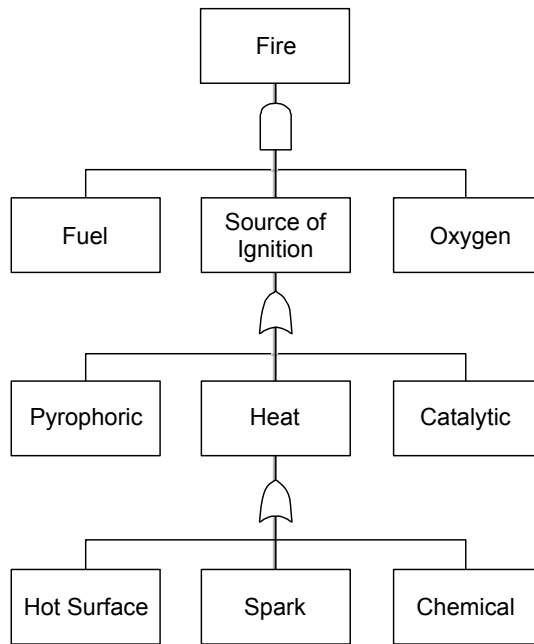 Fire
Fuel
Source of
Ignition
Oxygen
Pyrophoric
Heat
Catalytic
Hot Surface
Spark
Chemical